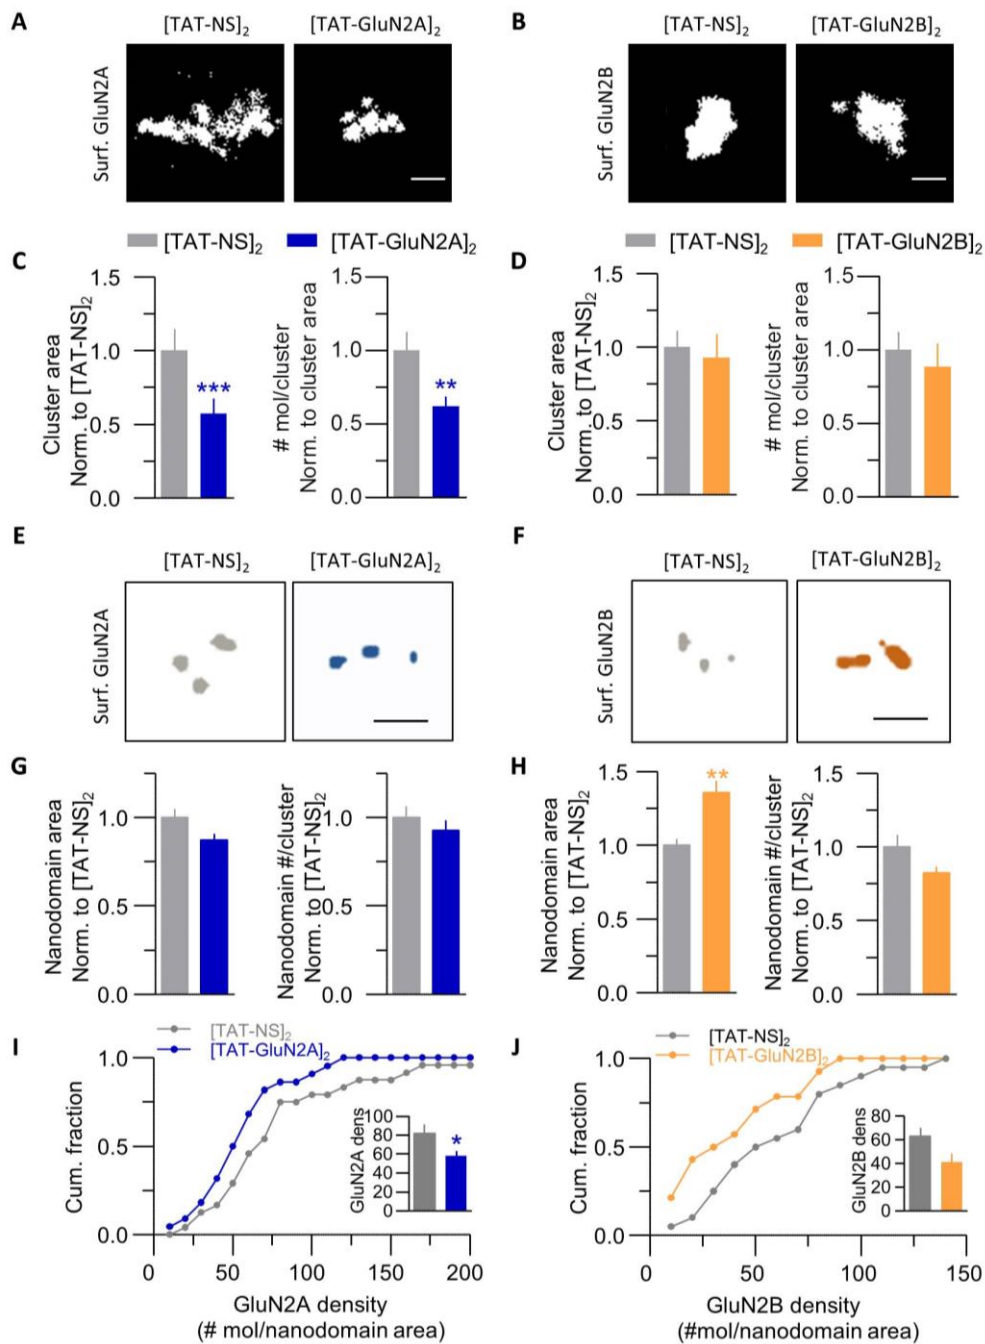 A
[TAT-NS]2
[TAT-GluN2A]2
Surf. GluN2A
B
[TAT-NS]2
[TAT-GluN2B]2
Surf. GluN2B
[TAT-NS]2
[TAT-GluN2A]2
[TAT-NS]2
[TAT-GluN2B]2
C
Cluster area
Norm. to [TAT-NS]2
1.5
1.0
0.5
0.0
***
# mol/cluster
Norm. to cluster area
1.5
1.0
0.5
0.0
**
D
Cluster area
Norm. to [TAT-NS]2
1.5
1.0
0.5
0.0
# mol/cluster
Norm. to cluster area
1.5
1.0
0.5
0.0
E
[TAT-NS]2
[TAT-GluN2A]2
Surf. GluN2A
F
[TAT-NS]2
[TAT-GluN2B]2
Surf. GluN2B
G
Nanodomain area
Norm. to [TAT-NS]2
1.0
0.5
0.0
Nanodomain #/cluster
Norm. to [TAT-NS]2
1.0
0.5
0.0
H
Nanodomain area
Norm. to [TAT-NS]2
1.5
1.0
0.5
0.0
**
Nanodomain #/cluster
Norm. to [TAT-NS]2
1.5
1.0
0.5
0.0
I
[TAT-NS]2
[TAT-GluN2A]2
Cum. fraction
1.0
0.5
0.0
GluN2A dens
100
80
60
40
20
0
*
0 50 100 150 200
GluN2A density
(# mol/nanodomain area)
J
[TAT-NS]2
[TAT-GluN2B]2
Cum. fraction
1.0
0.5
0.0
GluN2B dens
80
60
40
20
0
0 50 100 150
GluN2B density
(#mol/nanodomain area)